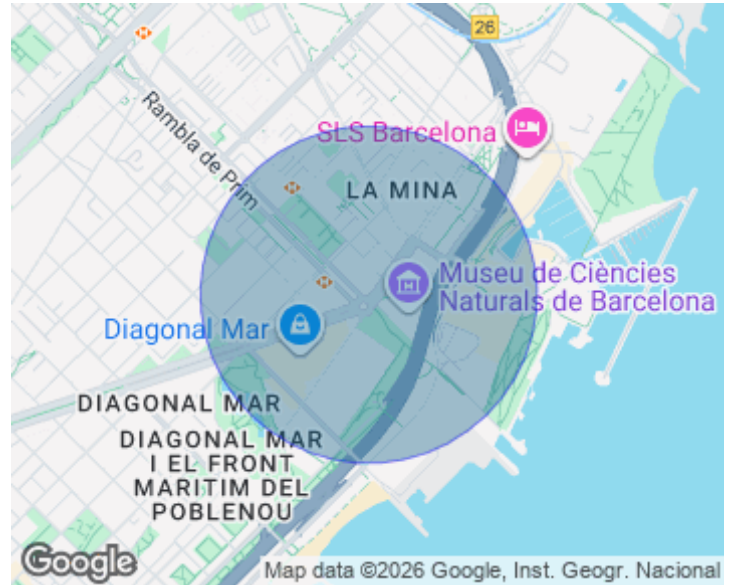 26
Rambla de Prim
SLS Barcelona
LA MINA
Museu de Ciències
Naturals de Barcelona
Diagonal Mar
DIAGONAL MAR
DIAGONAL MAR
I EL FRONT
MARÍTIM DEL
POBLENOU
Google
Map data ©2026 Google, Inst. Geogr. Nacional